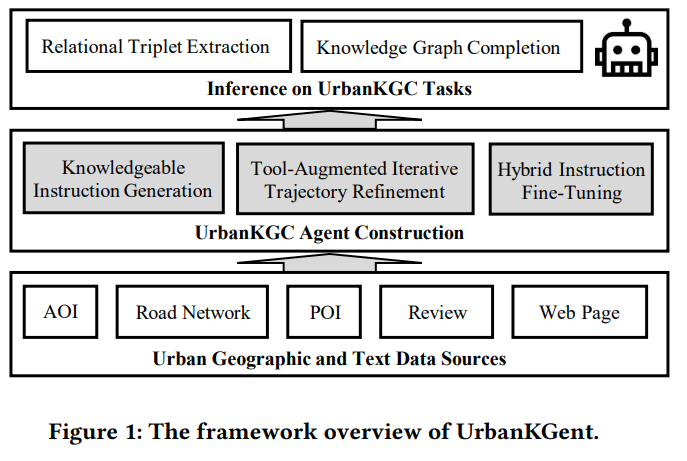 Relational Triplet Extraction
Knowledge Graph Completion
Inference on UrbanKGC Tasks
Knowledgeable
Instruction Generation
Tool-Augmented Iterative
Trajectory Refinement
Hybrid Instruction
Fine-Tuning
UrbanKGC Agent Construction
AOI
Road Network
POI
Review
Web Page
Urban Geographic and Text Data Sources
Figure 1: The framework overview of UrbanKGent.